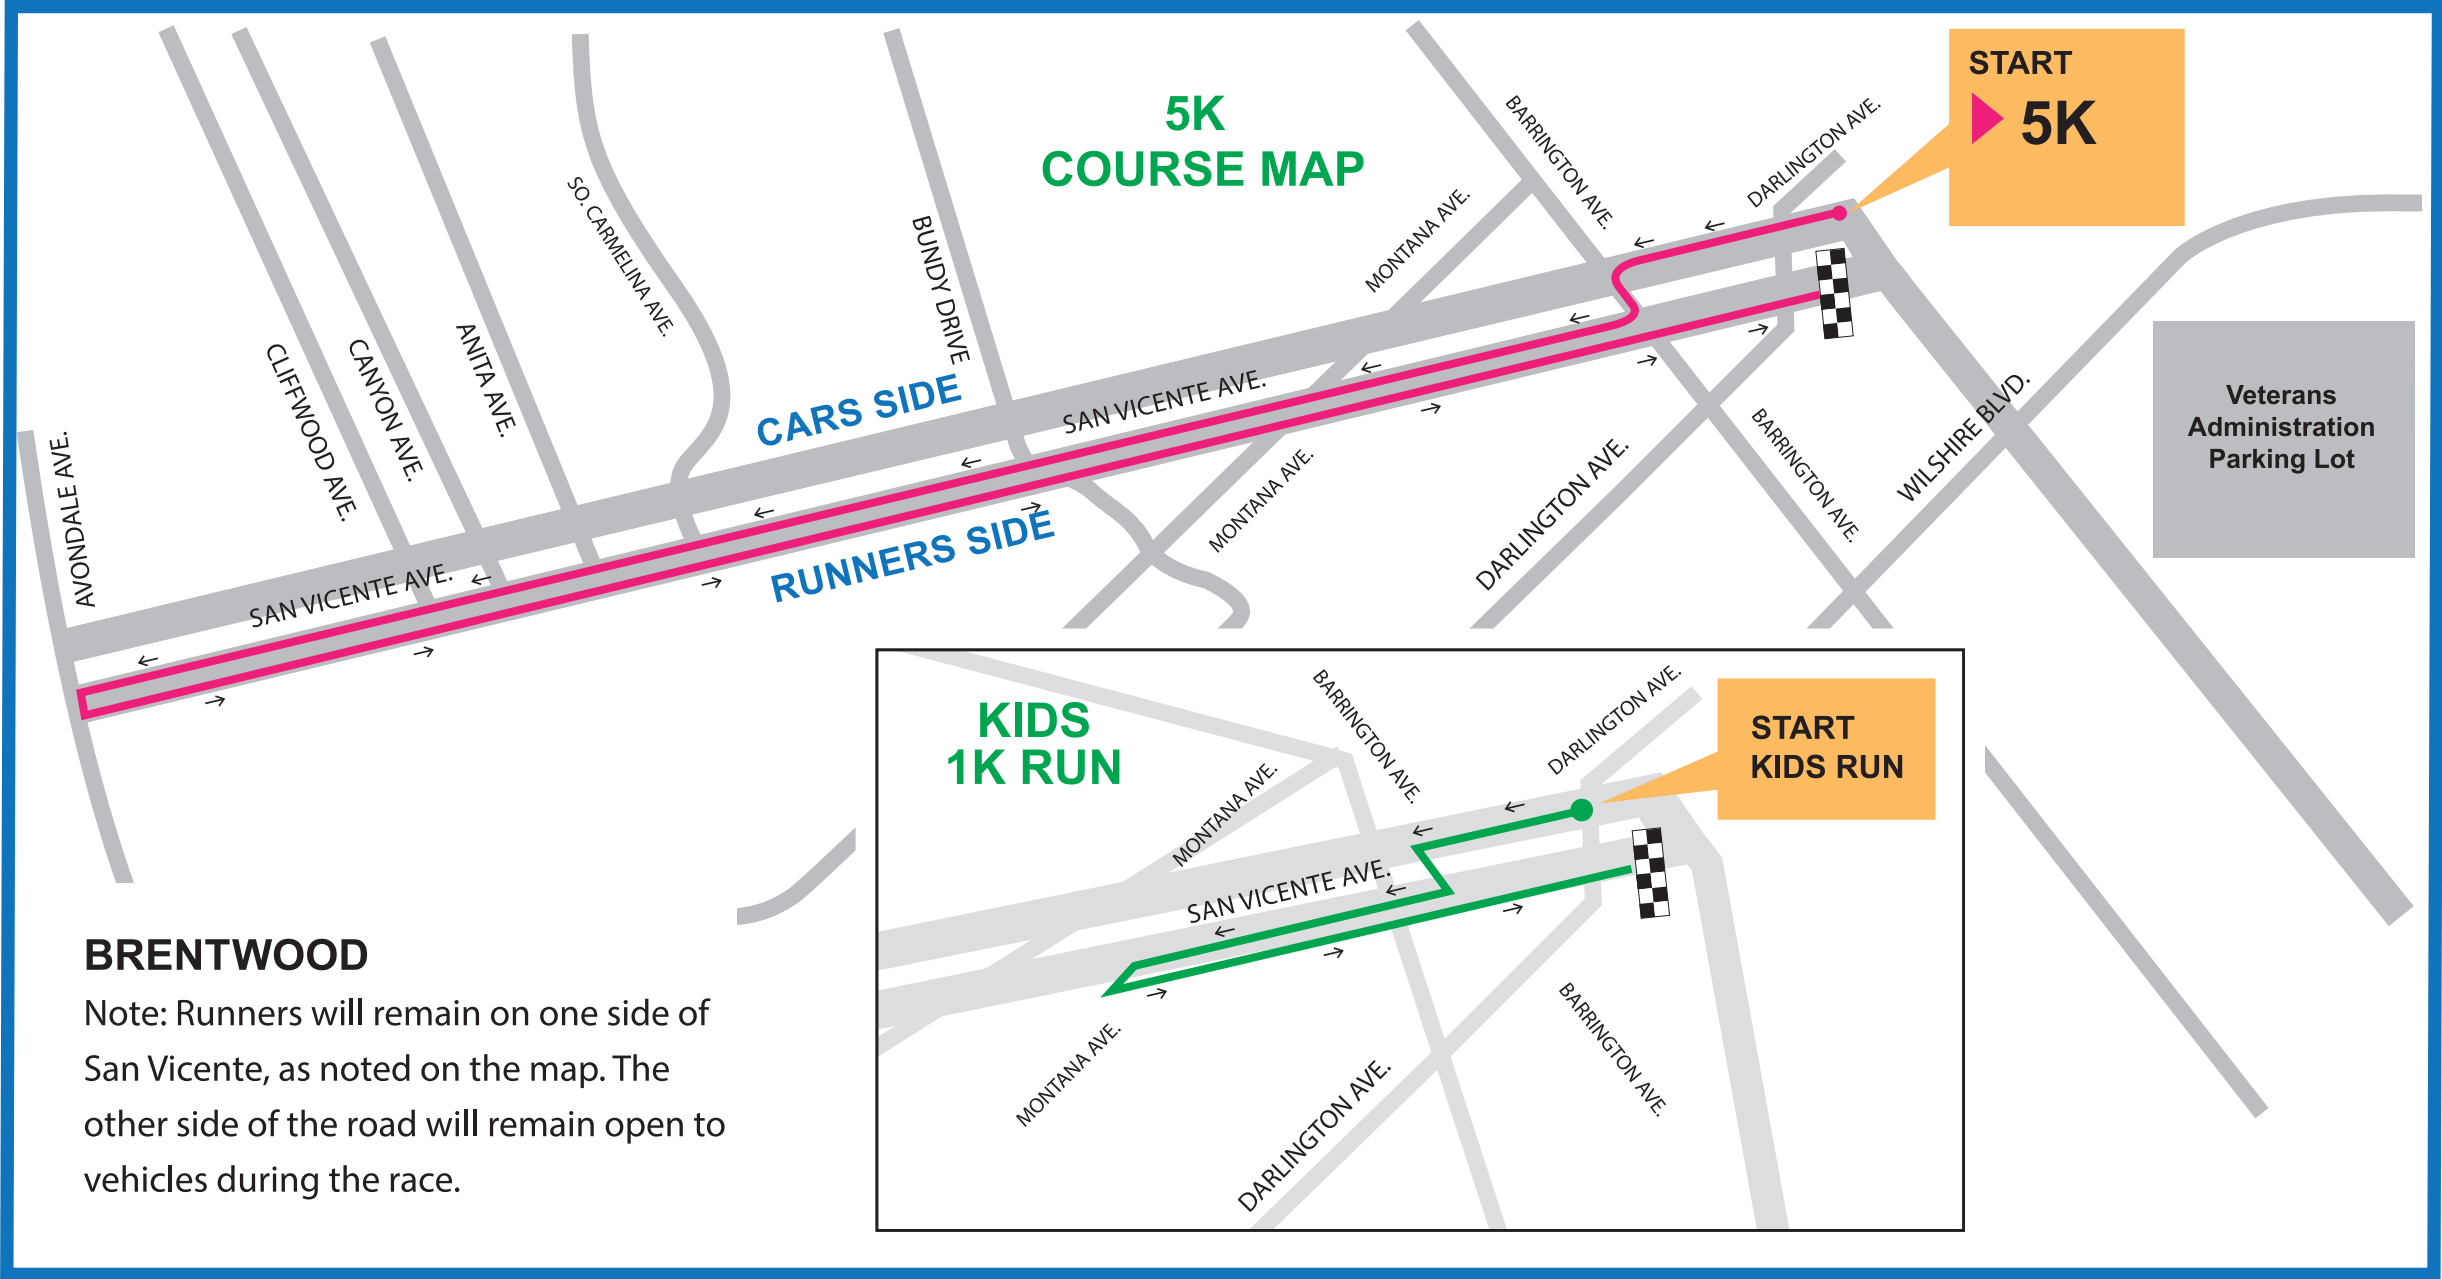 5K
COURSE MAP
START
5K
BARRINGTON AVE.
DARLINGTON AVE.
MONTANA AVE.
SO. CARMELINA AVE.
BUNDY DRIVE
CLIFFWOOD AVE.
CANYON AVE.
ANITA AVE.
AVONDALE AVE.
CARS SIDE
SAN VICENTE AVE.
RUNNERS SIDE
SAN VICENTE AVE.
MONTANA AVE.
DARLINGTON AVE.
BARRINGTON AVE.
WILSHIRE BLVD.
Veterans
Administration
Parking Lot
KIDS
1K RUN
BARRINGTON AVE.
DARLINGTON AVE.
START
KIDS RUN
MONTANA AVE.
SAN VICENTE AVE.
MONTANA AVE.
DARLINGTON AVE.
BARRINGTON AVE.
BRENTWOOD
Note: Runners will remain on one side of
San Vicente, as noted on the map. The
other side of the road will remain open to
vehicles during the race.